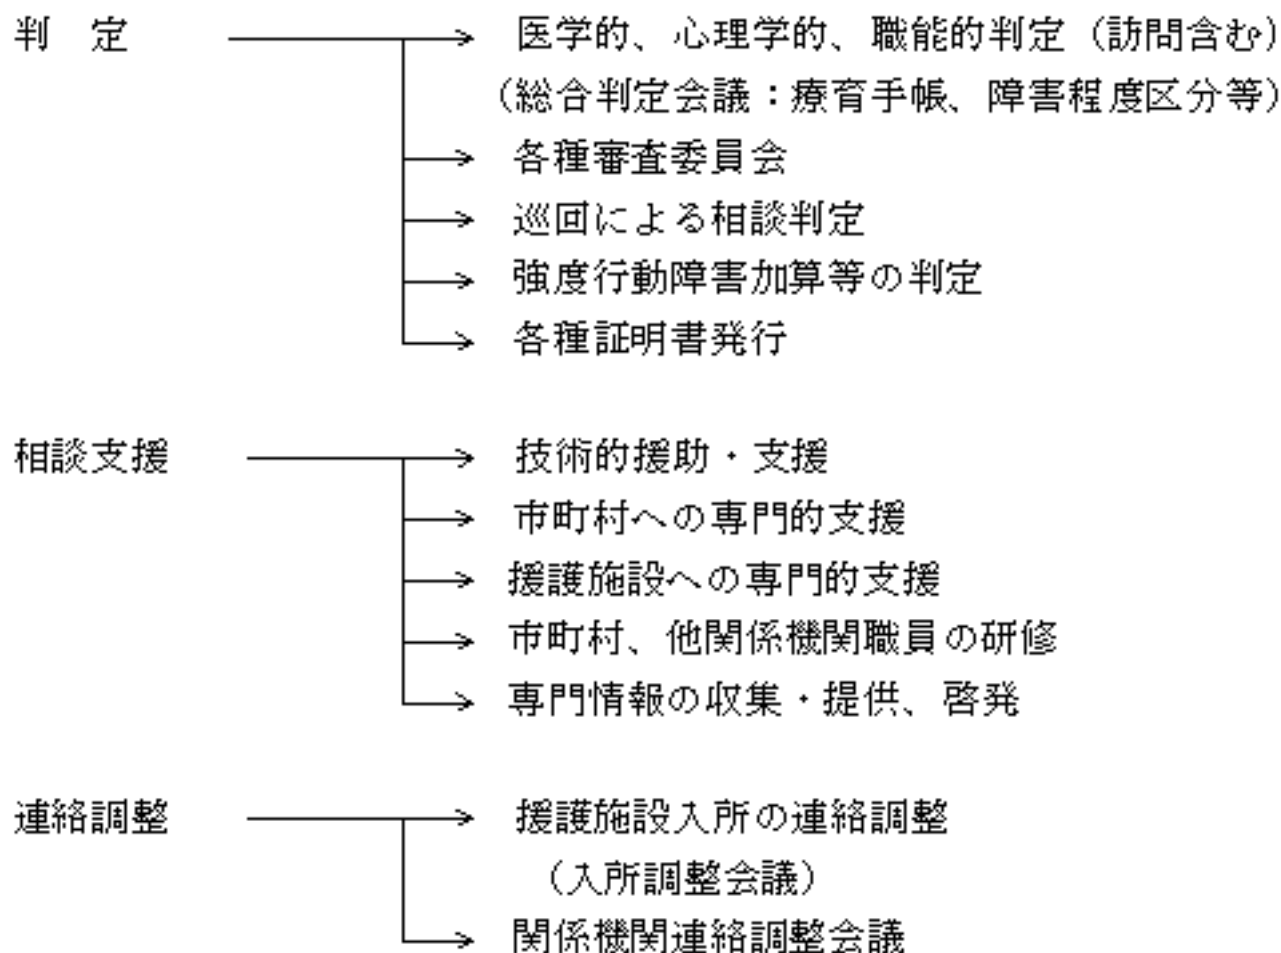 判　定　医学的、心理学的、職能的判定（訪問含む）
（総合判定会議：療育手帳、障害程度区分等）
各種審査委員会
巡回による相談判定
強度行動障害加算等の判定
各種証明書発行
相談支援　技術的援助・支援
市町村への専門的支援
援護施設への専門的支援
市町村、他関係機関職員の研修
専門情報の収集・提供、啓発
連絡調整　援護施設入所の連絡調整
（入所調整会議）
関係機関連絡調整会議